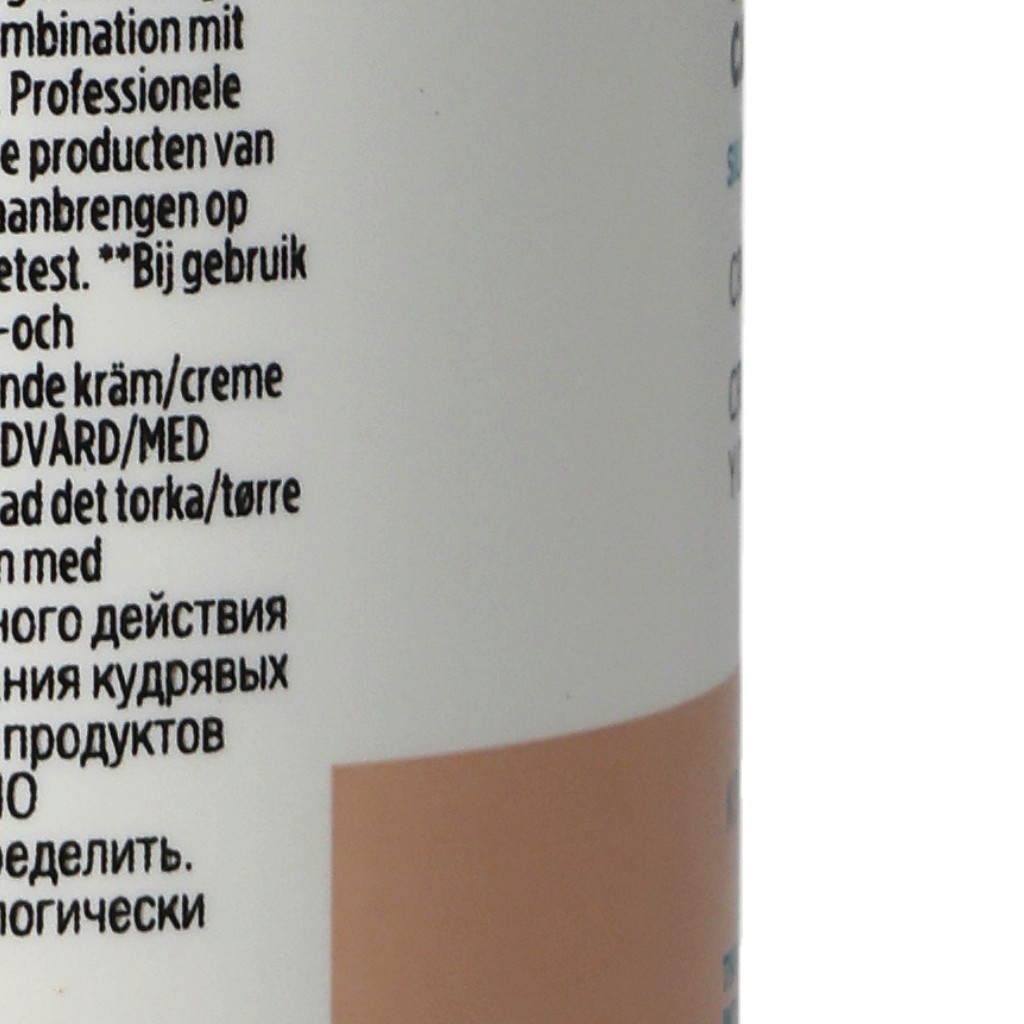 mbination mit
Professionele
e producten van
aanbrengen op
etest. **Bij gebruik
-och
nde kräm/creme
DVÅRD/MED
ad det torka/tørre
n med
ного действия
ния кудрявых
продуктов
Ю
ределить.
логически